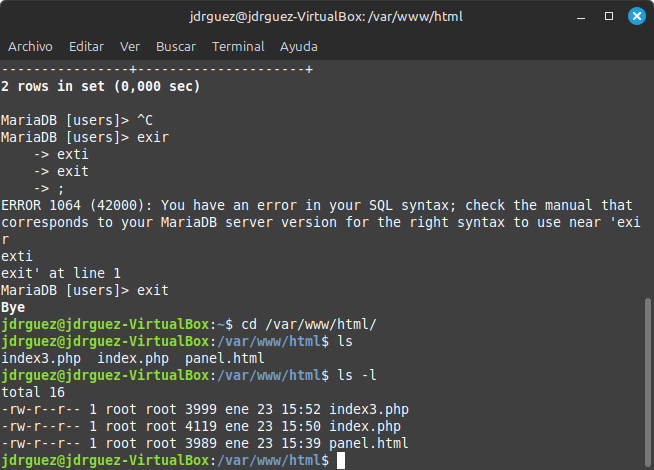 jdrguez@jdrguez-VirtualBox: /var/www/html
Archivo Editar Ver Buscar Terminal Ayuda
----------------+---------------------+
2 rows in set (0,000 sec)
MariaDB [users]> ^C
MariaDB [users]> exir
    -> exti
    -> exit
    -> ;
ERROR 1064 (42000): You have an error in your SQL syntax; check the manual that
corresponds to your MariaDB server version for the right syntax to use near 'exi
r
exti
exit' at line 1
MariaDB [users]> exit
Bye
jdrguez@jdrguez-VirtualBox:~$ cd /var/www/html/
jdrguez@jdrguez-VirtualBox:/var/www/html$ ls
index3.php  index.php  panel.html
jdrguez@jdrguez-VirtualBox:/var/www/html$ ls -l
total 16
-rw-r--r-- 1 root root 3999 ene 23 15:52 index3.php
-rw-r--r-- 1 root root 4119 ene 23 15:50 index.php
-rw-r--r-- 1 root root 3989 ene 23 15:39 panel.html
jdrguez@jdrguez-VirtualBox:/var/www/html$